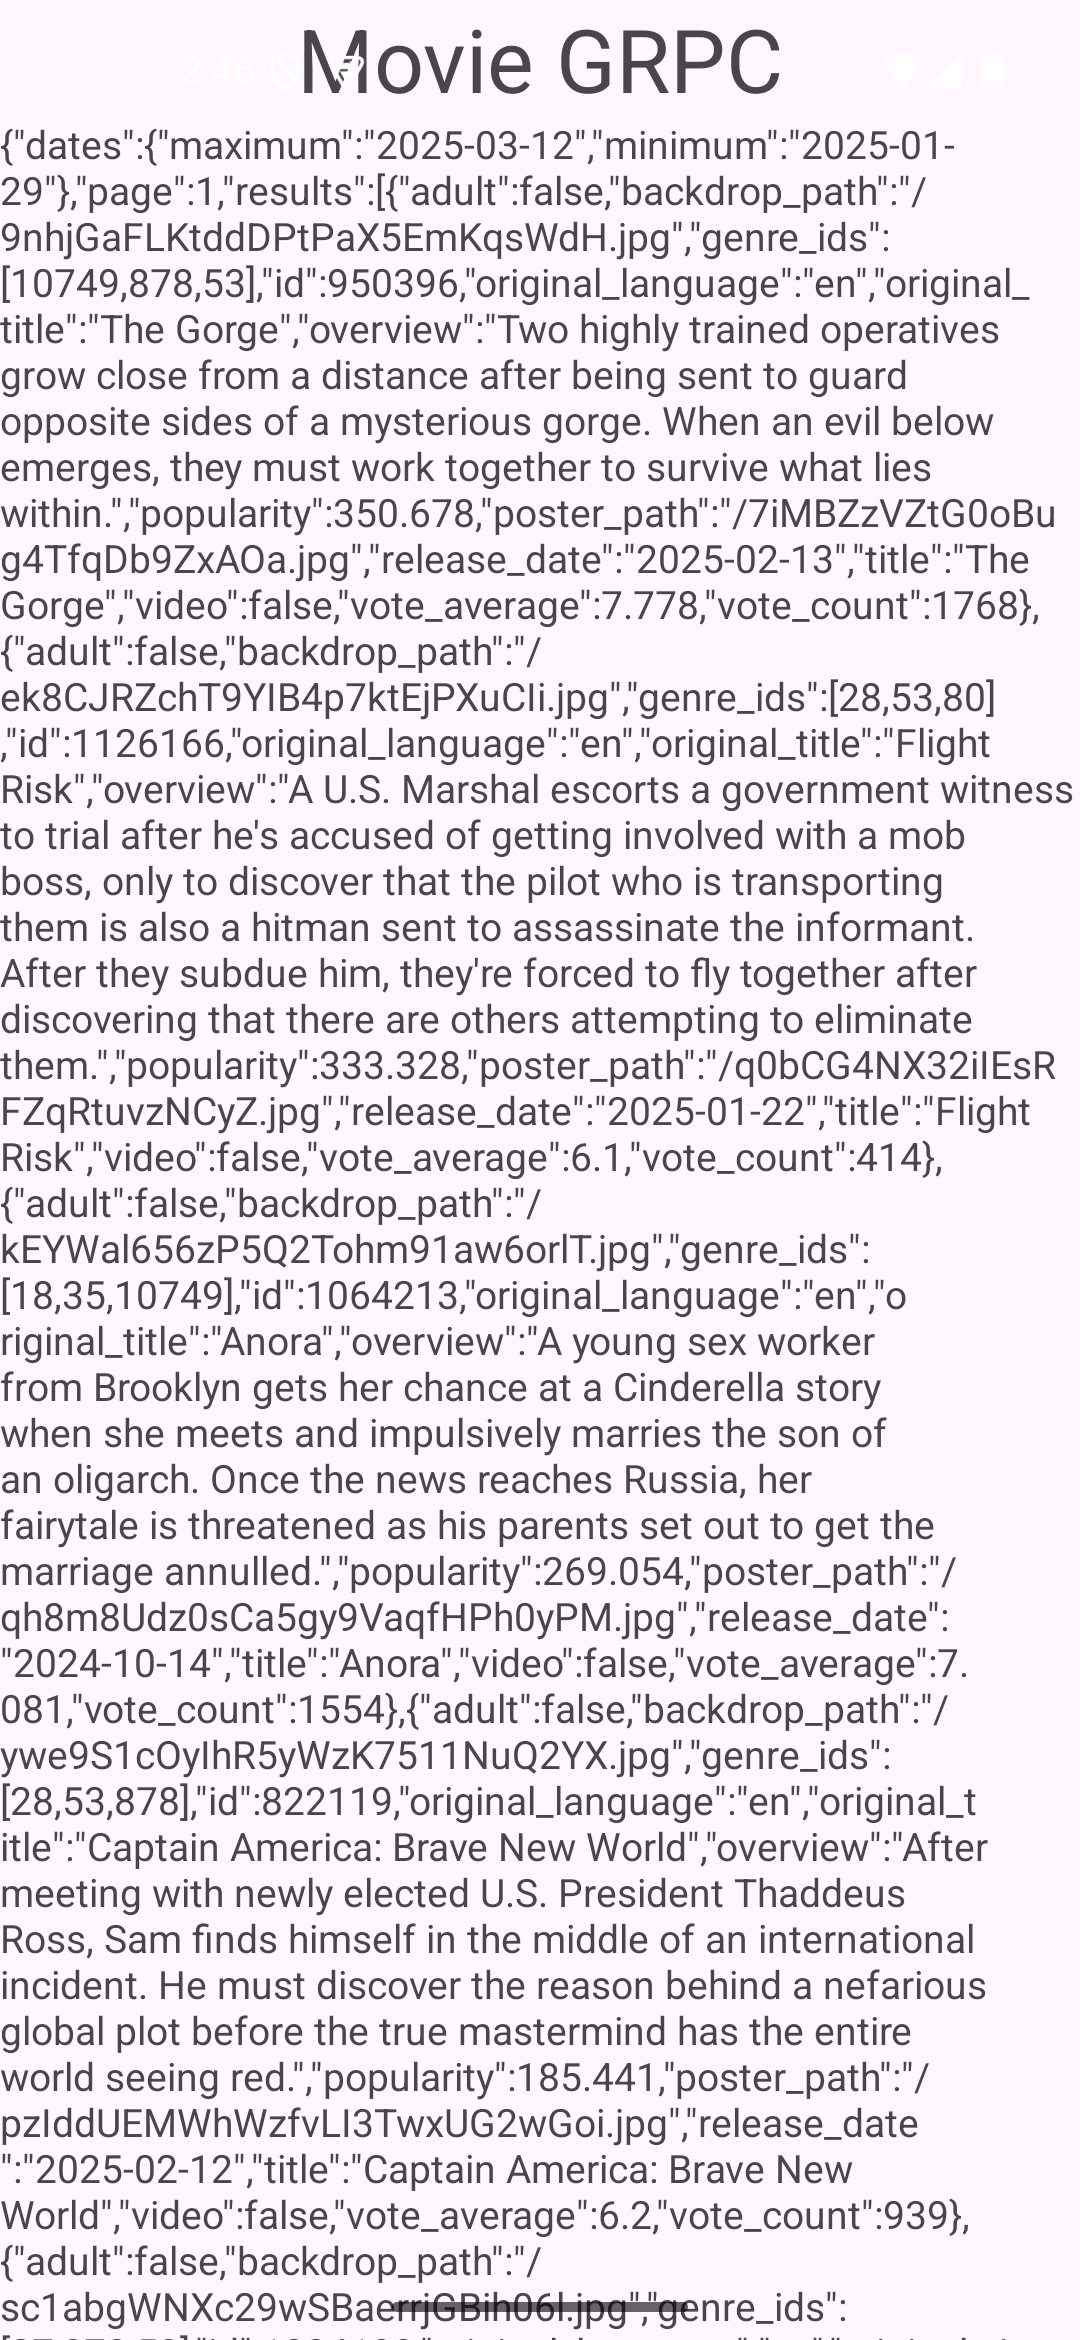 Movie GRPC
2:46
{"dates":{"maximum":"2025-03-12","minimum":"2025-01-
29"},"page":1,"results":[{"adult":false,"backdrop_path":"/
9nhjGaFLKtddDPtPaX5EmKqsWdH.jpg","genre_ids":
[10749,878,53],"id":950396,"original_language":"en","original_
title":"The Gorge","overview":"Two highly trained operatives
grow close from a distance after being sent to guard
opposite sides of a mysterious gorge. When an evil below
emerges, they must work together to survive what lies
within.","popularity":350.678,"poster_path":"/7iMBZzVZtG0oBu
g4TfqDb9ZxAOa.jpg","release_date":"2025-02-13","title":"The
Gorge","video":false,"vote_average":7.778,"vote_count":1768},
{"adult":false,"backdrop_path":"/
ek8CJRZchT9YIB4p7ktEjPXuCIi.jpg","genre_ids":[28,53,80]
,"id":1126166,"original_language":"en","original_title":"Flight
Risk","overview":"A U.S. Marshal escorts a government witness
to trial after he's accused of getting involved with a mob
boss, only to discover that the pilot who is transporting
them is also a hitman sent to assassinate the informant.
After they subdue him, they're forced to fly together after
discovering that there are others attempting to eliminate
them.","popularity":333.328,"poster_path":"/q0bCG4NX32iIEsR
FZqRtuvzNCyZ.jpg","release_date":"2025-01-22","title":"Flight
Risk","video":false,"vote_average":6.1,"vote_count":414},
{"adult":false,"backdrop_path":"/
kEYWal656zP5Q2Tohm91aw6orlT.jpg","genre_ids":
[18,35,10749],"id":1064213,"original_language":"en","o
riginal_title":"Anora","overview":"A young sex worker
from Brooklyn gets her chance at a Cinderella story
when she meets and impulsively marries the son of
an oligarch. Once the news reaches Russia, her
fairytale is threatened as his parents set out to get the
marriage annulled.","popularity":269.054,"poster_path":"/
qh8m8Udz0sCa5gy9VaqfHPh0yPM.jpg","release_date":
"2024-10-14","title":"Anora","video":false,"vote_average":7.
081,"vote_count":1554},{"adult":false,"backdrop_path":"/
ywe9S1cOyIhR5yWzK7511NuQ2YX.jpg","genre_ids":
[28,53,878],"id":822119,"original_language":"en","original_t
itle":"Captain America: Brave New World","overview":"After
meeting with newly elected U.S. President Thaddeus
Ross, Sam finds himself in the middle of an international
incident. He must discover the reason behind a nefarious
global plot before the true mastermind has the entire
world seeing red.","popularity":185.441,"poster_path":"/
pzIddUEMWhWzfvLI3TwxUG2wGoi.jpg","release_date
":"2025-02-12","title":"Captain America: Brave New
World","video":false,"vote_average":6.2,"vote_count":939},
{"adult":false,"backdrop_path":"/
sc1abgWNXc29wSBaerrjGBih06l.jpg","genre_ids":